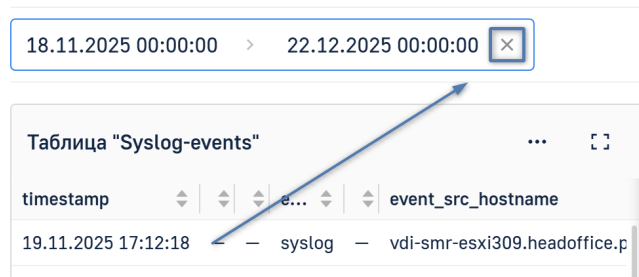 18.11.2025 00:00:00 > 22.12.2025 00:00:00 ×
Таблица "Syslog-events" ...
timestamp е... event_src_hostname
19.11.2025 17:12:18 — — syslog — vdi-smr-esxi309.headoffice.p